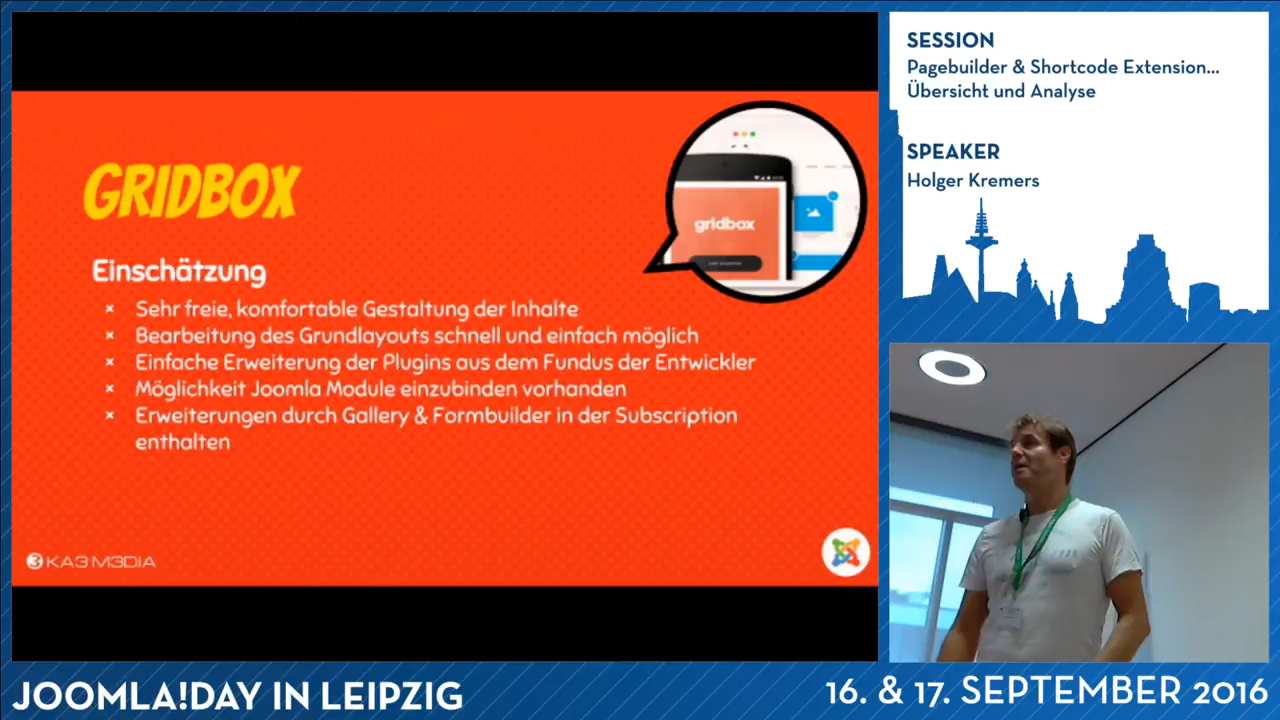 GRIDBOX
gridbox
Einschätzung
× Sehr freie, komfortable Gestaltung der Inhalte
× Bearbeitung des Grundlayouts schnell und einfach möglich
× Einfache Erweiterung der Plugins aus dem Fundus der Entwickler
× Möglichkeit Joomla Module einzubinden vorhanden
× Erweiterungen durch Gallery & Formbuilder in der Subscription
enthalten
3 KA3 M3DIA
SESSION
Pagebuilder & Shortcode Extension...
Übersicht und Analyse
SPEAKER
Holger Kremers
JOOMLA!DAY IN LEIPZIG
16. & 17. SEPTEMBER 2016